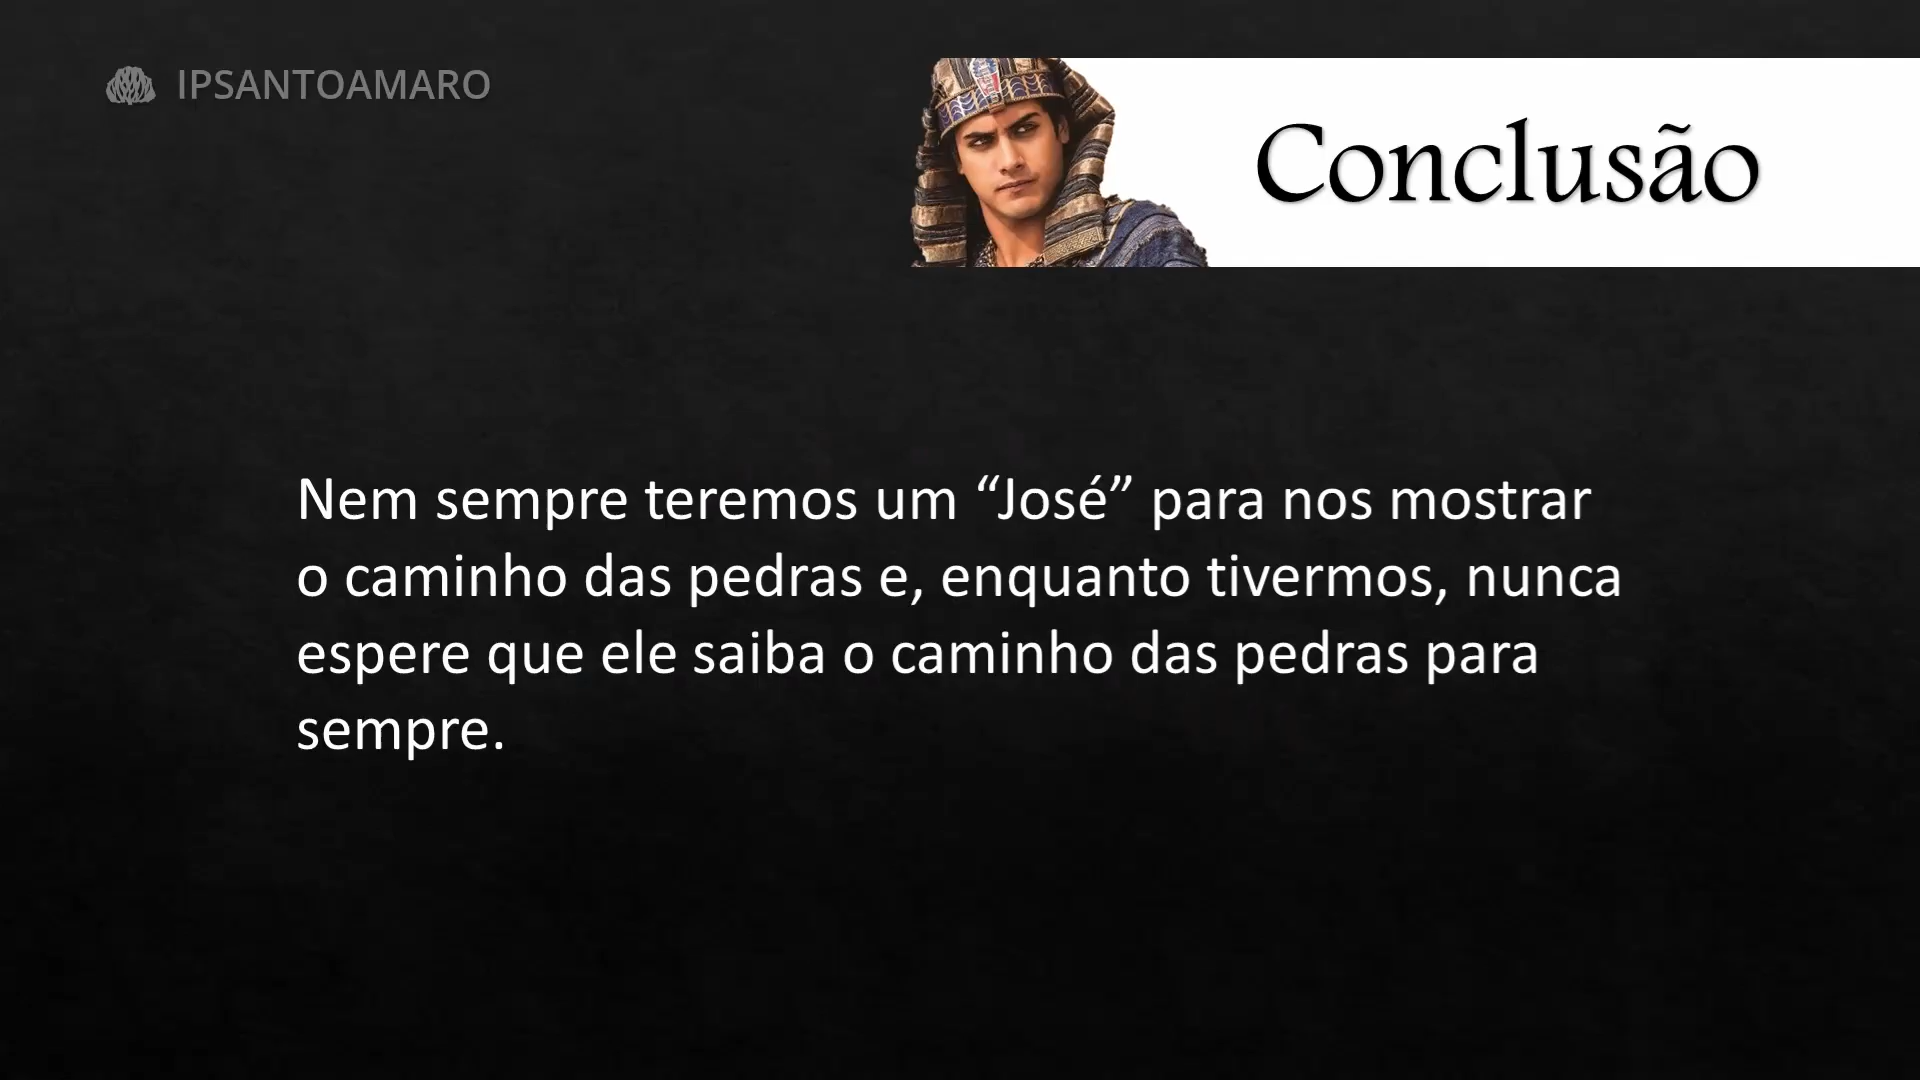 IPSANTOAMARO
Conclusão
Nem sempre teremos um “José” para nos mostrar
o caminho das pedras e, enquanto tivermos, nunca
espere que ele saiba o caminho das pedras para
sempre.